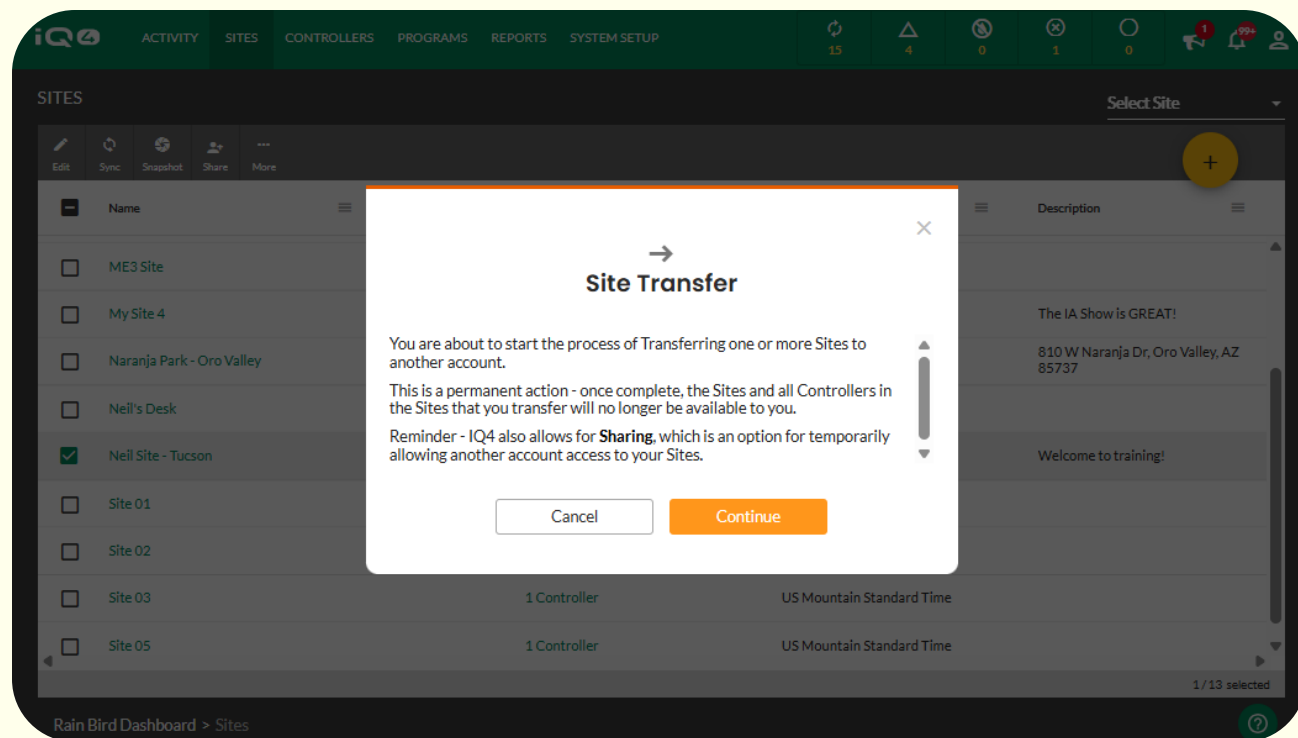 iQ4 ACTIVITY SITES CONTROLLERS PROGRAMS REPORTS SYSTEM SETUP 15 4 0 1 0 1 99+
SITES
Select Site
Edit Sync Snapshot Share More
+
Name Description
ME3 Site
My Site 4 The IA Show is GREAT!
Naranja Park - Oro Valley 810 W Naranja Dr, Oro Valley, AZ
85737
Neil's Desk
Neil Site - Tucson Welcome to training!
Site 01
Site 02
Site 03 1 Controller US Mountain Standard Time
Site 05 1 Controller US Mountain Standard Time
1/13 selected
Rain Bird Dashboard > Sites
?
Site Transfer
You are about to start the process of Transferring one or more Sites to
another account.
This is a permanent action - once complete, the Sites and all Controllers in
the Sites that you transfer will no longer be available to you.
Reminder - IQ4 also allows for Sharing, which is an option for temporarily
allowing another account access to your Sites.
Cancel Continue